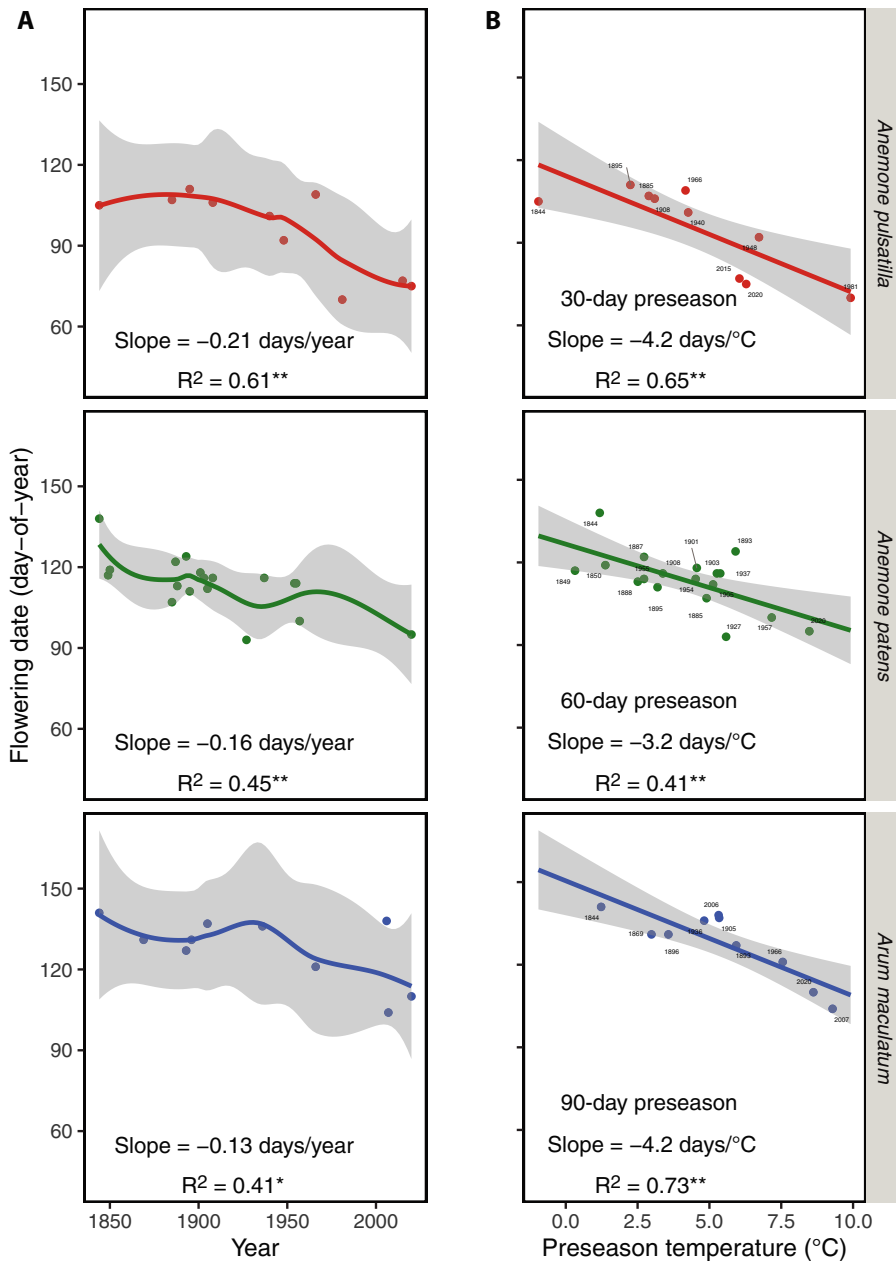 A
B
150
120
90
60
Slope = −0.21 days/year
R2 = 0.61**
1895
1885
1966
1844
1908
1940
1948
2015
2020
1981
30-day preseason
Slope = −4.2 days/°C
R2 = 0.65**
Anemone pulsatilla
Flowering date (day−of−year)
150
120
90
60
Slope = −0.16 days/year
R2 = 0.45**
1844
1901
1893
1887
1849
1850
1908
1903
1937
1888
1954
1895
1885
1927
1957
2020
60-day preseason
Slope = −3.2 days/°C
R2 = 0.41**
Anemone patens
150
120
90
60
Slope = −0.13 days/year
R2 = 0.41*
1850
1900
1950
2000
Year
2006
1844
1905
1869
1896
1936
1893
1966
2020
2007
90-day preseason
Slope = −4.2 days/°C
R2 = 0.73**
Arum maculatum
0.0
2.5
5.0
7.5
10.0
Preseason temperature (°C)